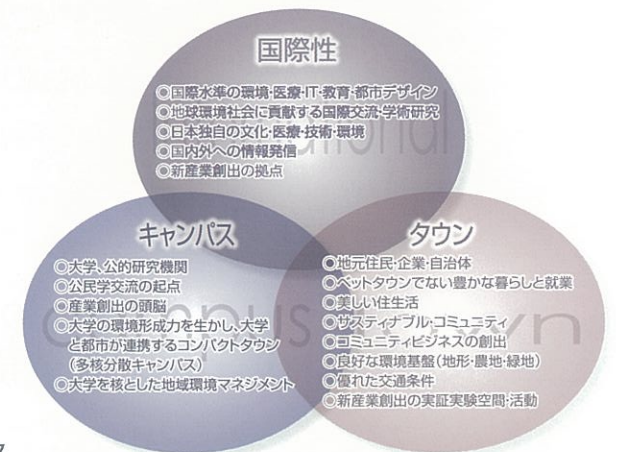 国際性
○国際水準の環境・医療・IT・教育・都市デザイン
○地球環境社会に貢献する国際交流・学術研究
○日本独自の文化・医療・技術・環境
○国内外への情報発信
○新産業創出の拠点
キャンパス
○大学、公的研究機関
○公民学交流の起点
○産業創出の頭脳
○大学の環境形成力を生かし、大学
と都市が連携するコンパクトタウン
（多核分散キャンパス）
○大学を核とした地域環境マネジメント
campus
タウン
○地元住民・企業・自治体
○ベットタウンでない豊かな暮らしと就業
○美しい住生活
○サスティナブル・コミュニティ
○コミュニティビジネスの創出
○良好な環境基盤（地形・農地・緑地）
○優れた交通条件
○新産業創出の実証実験空間・活動